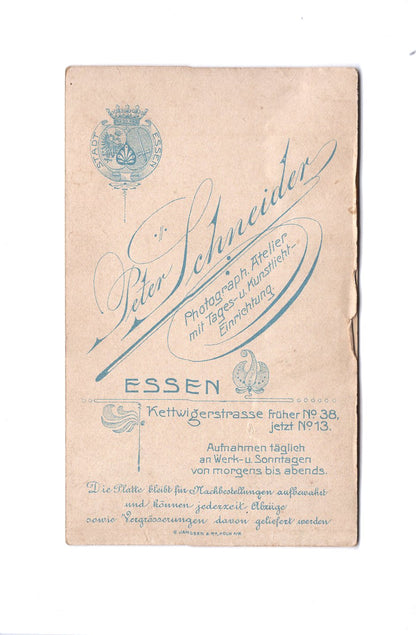 STADT ESSEN
Peter Schneider
Photograph. Atelier
mit Tages- u. Kunstlicht-
Einrichtung.
ESSEN
Kettwigerstrasse früher No 38,
jetzt No 13.
Aufnahmen täglich
an Werk- u. Sonntagen
von morgens bis abends.
Die Platte bleibt für Nachbestellungen aufbewahrt
und können jederzeit Abzüge
sowie Vergrösserungen davon geliefert werden